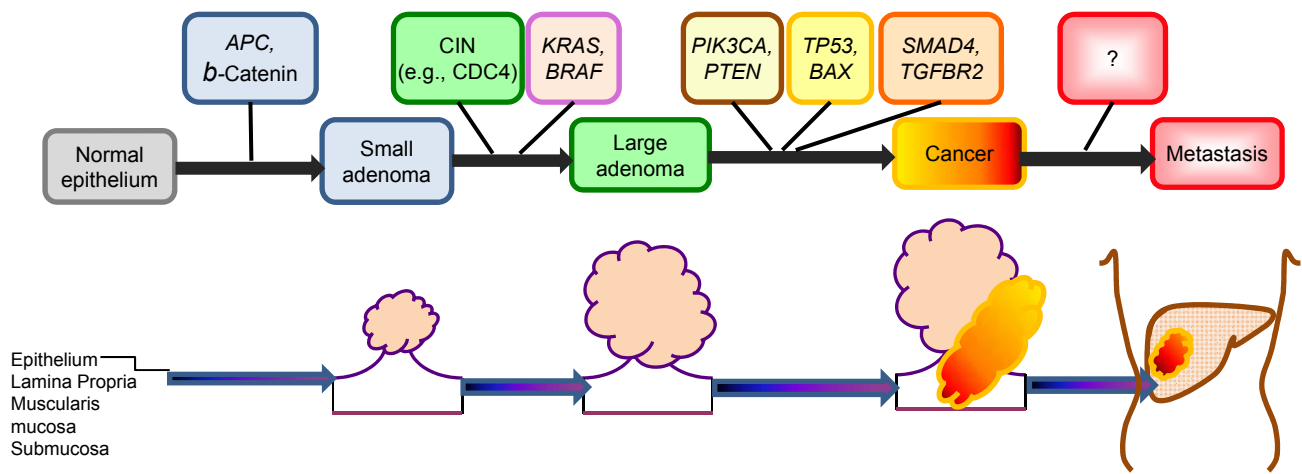 APC,
b-Catenin
CIN
(e.g., CDC4)
KRAS,
BRAF
PIK3CA,
PTEN
TP53,
BAX
SMAD4,
TGFBR2
?
Normal
epithelium
Small
adenoma
Large
adenoma
Cancer
Metastasis
Epithelium
Lamina Propria
Muscularis
mucosa
Submucosa